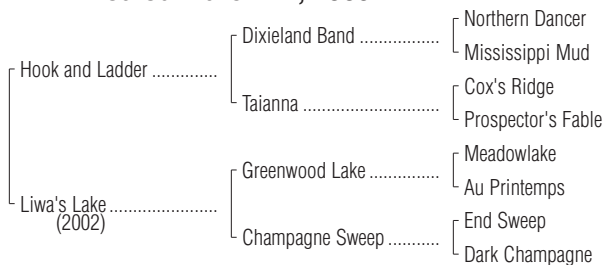 Northern Dancer
Dixieland Band ..................
Mississippi Mud
Hook and Ladder ..............
Cox's Ridge
Taianna ..............................
Prospector's Fable
Meadowlake
Greenwood Lake ...............
Au Printemps
Liwa's Lake .......................
(2002)
End Sweep
Champagne Sweep ...........
Dark Champagne